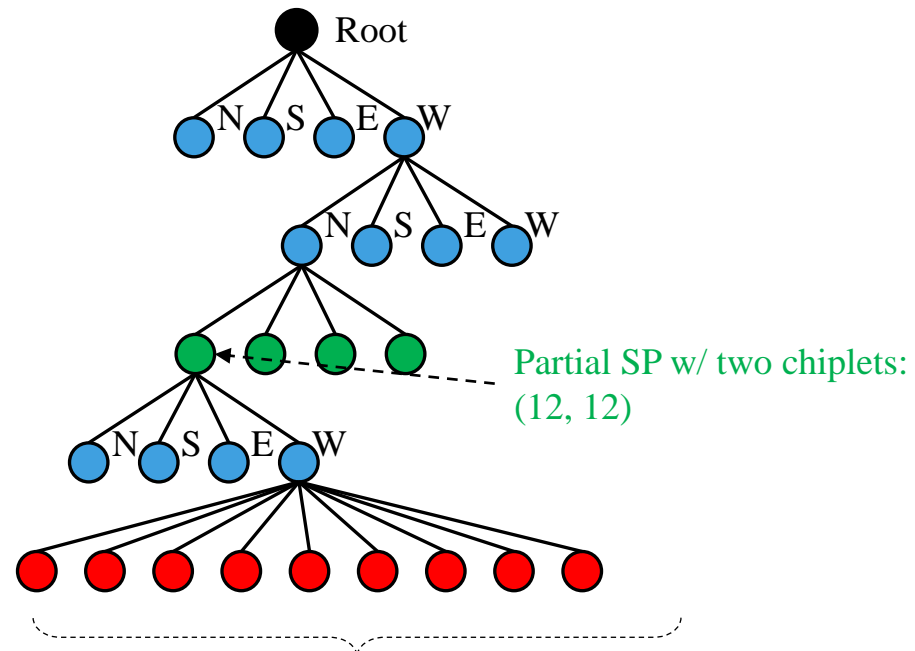 Root
N S E W
N S E W
Partial SP w/ two chiplets:
(12, 12)
N S E W